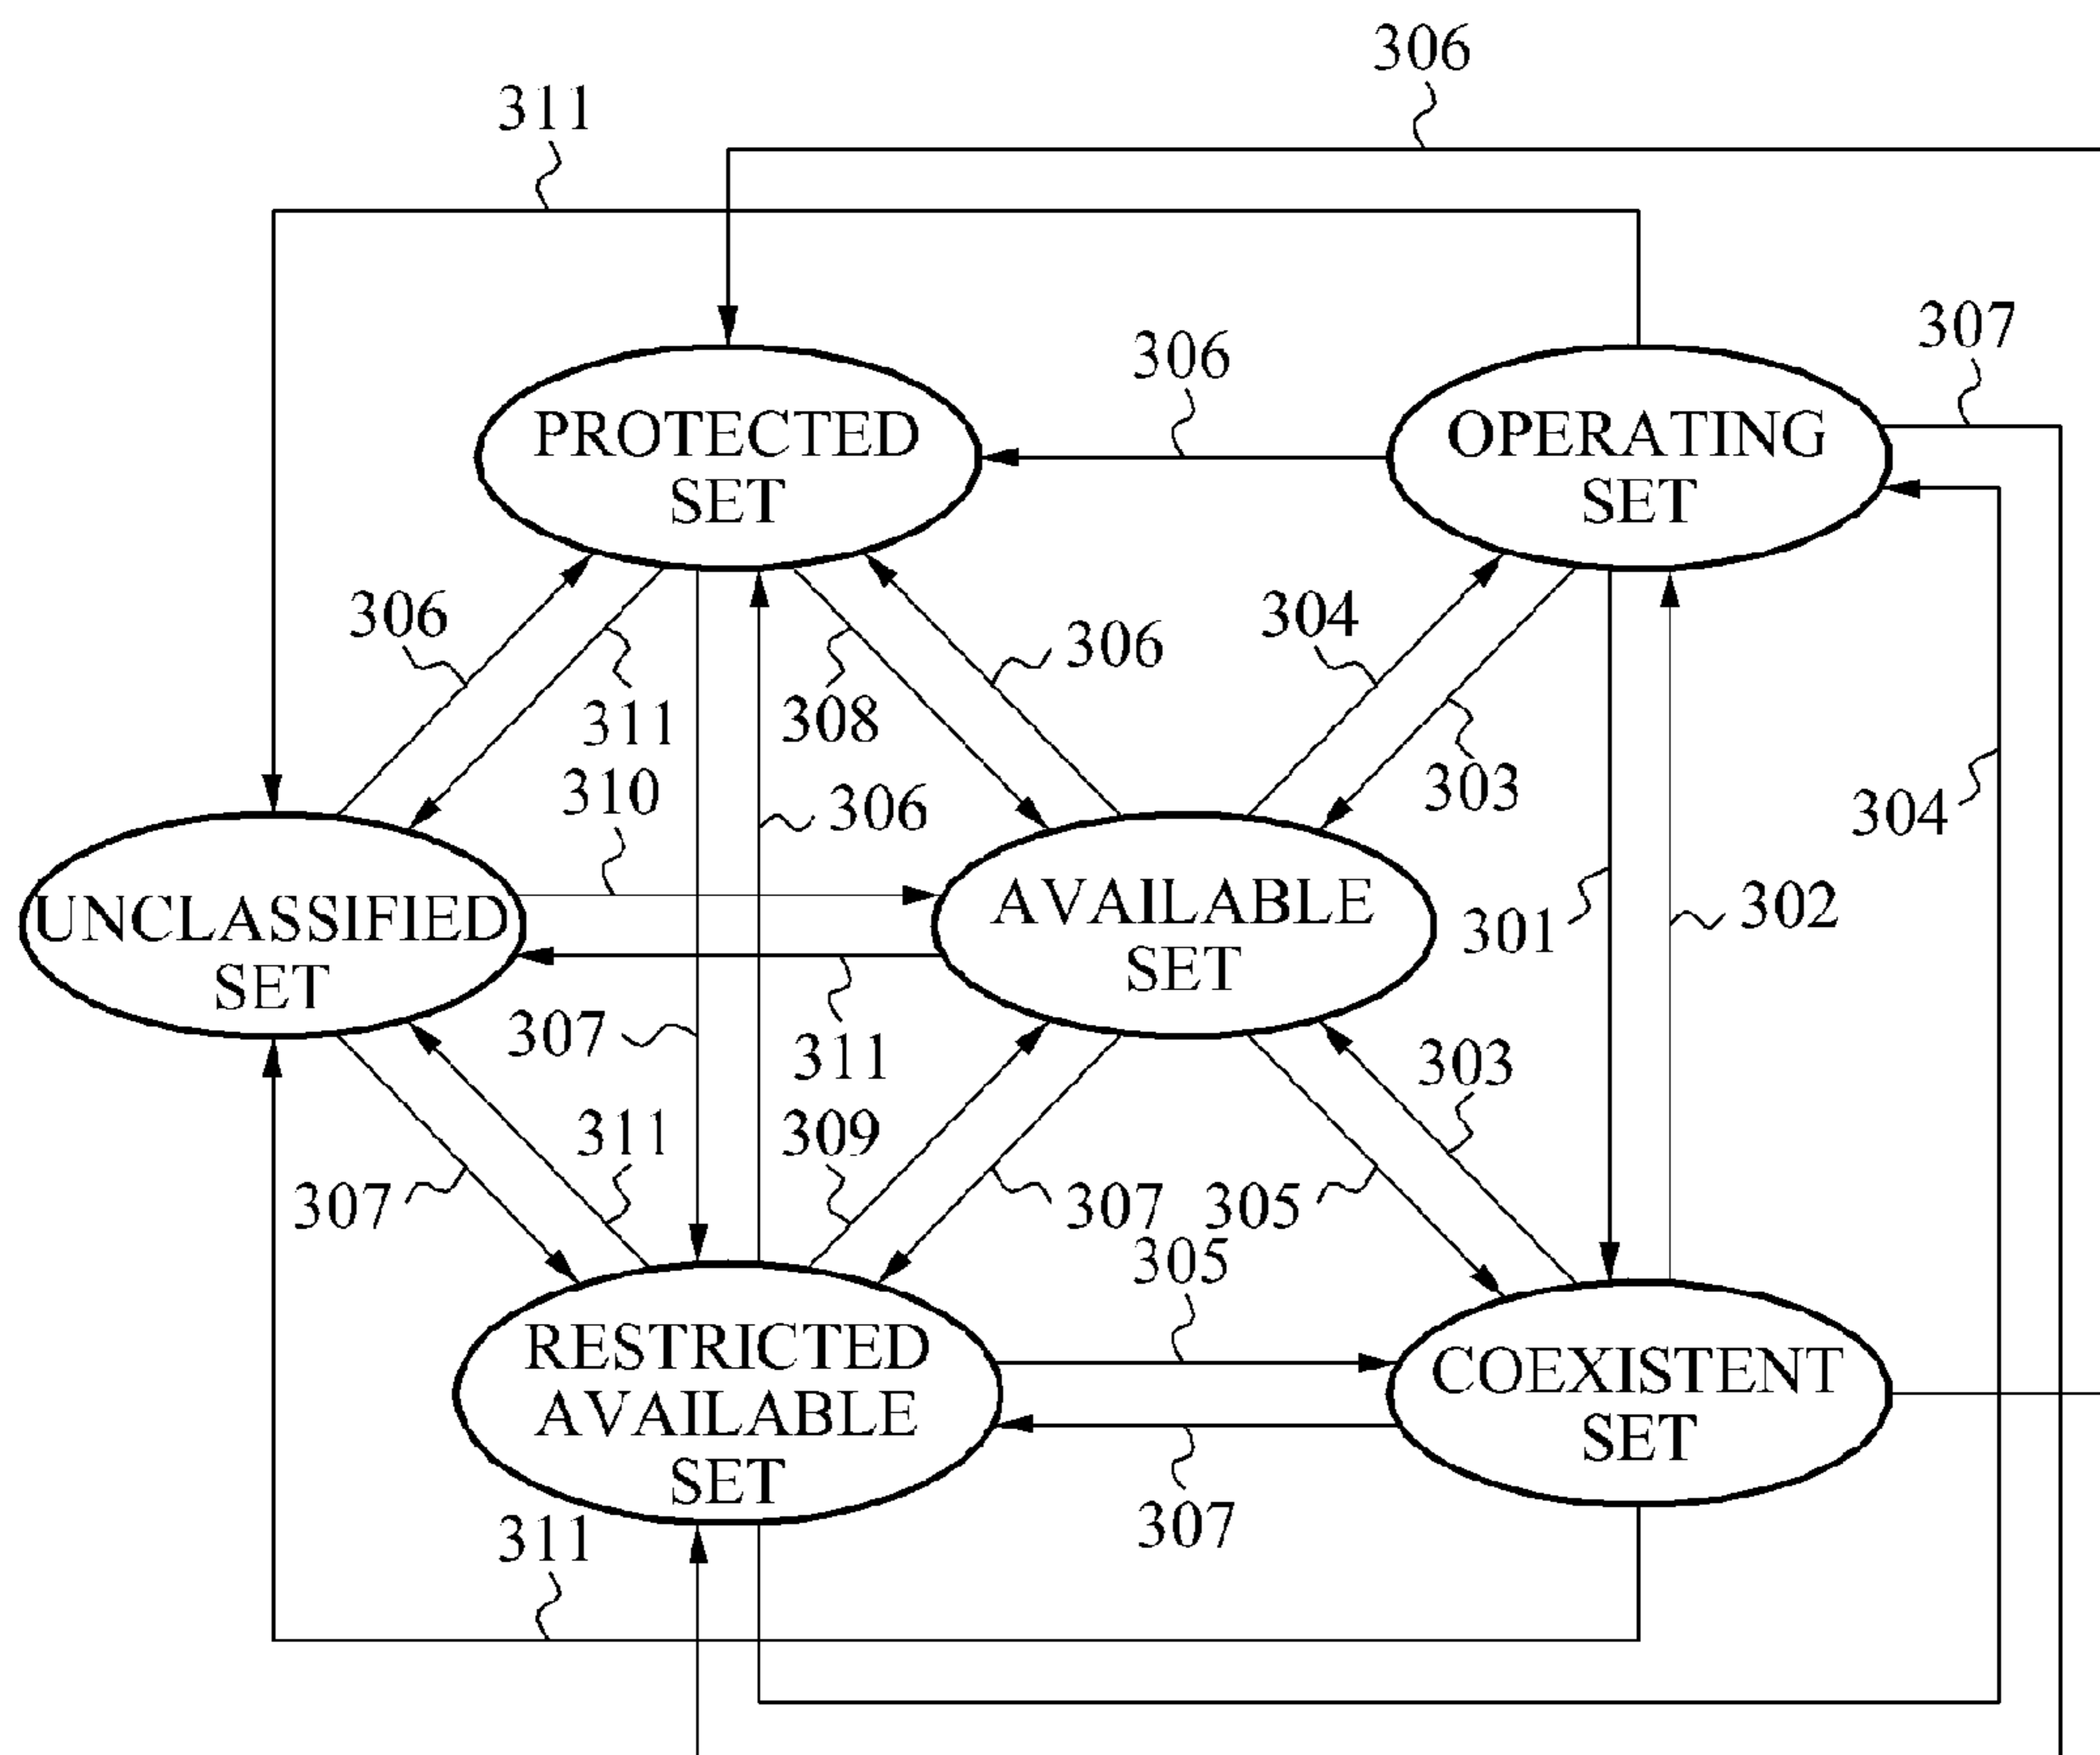 306
311
307
306
PROTECTED
SET
OPERATING
SET
306
304
306
311
308
310
303
306
304
UNCLASSIFIED
SET
AVAILABLE
SET
301
302
307
311
303
311
309
307
307
305
305
RESTRICTED
AVAILABLE
SET
COEXISTENT
SET
307
311